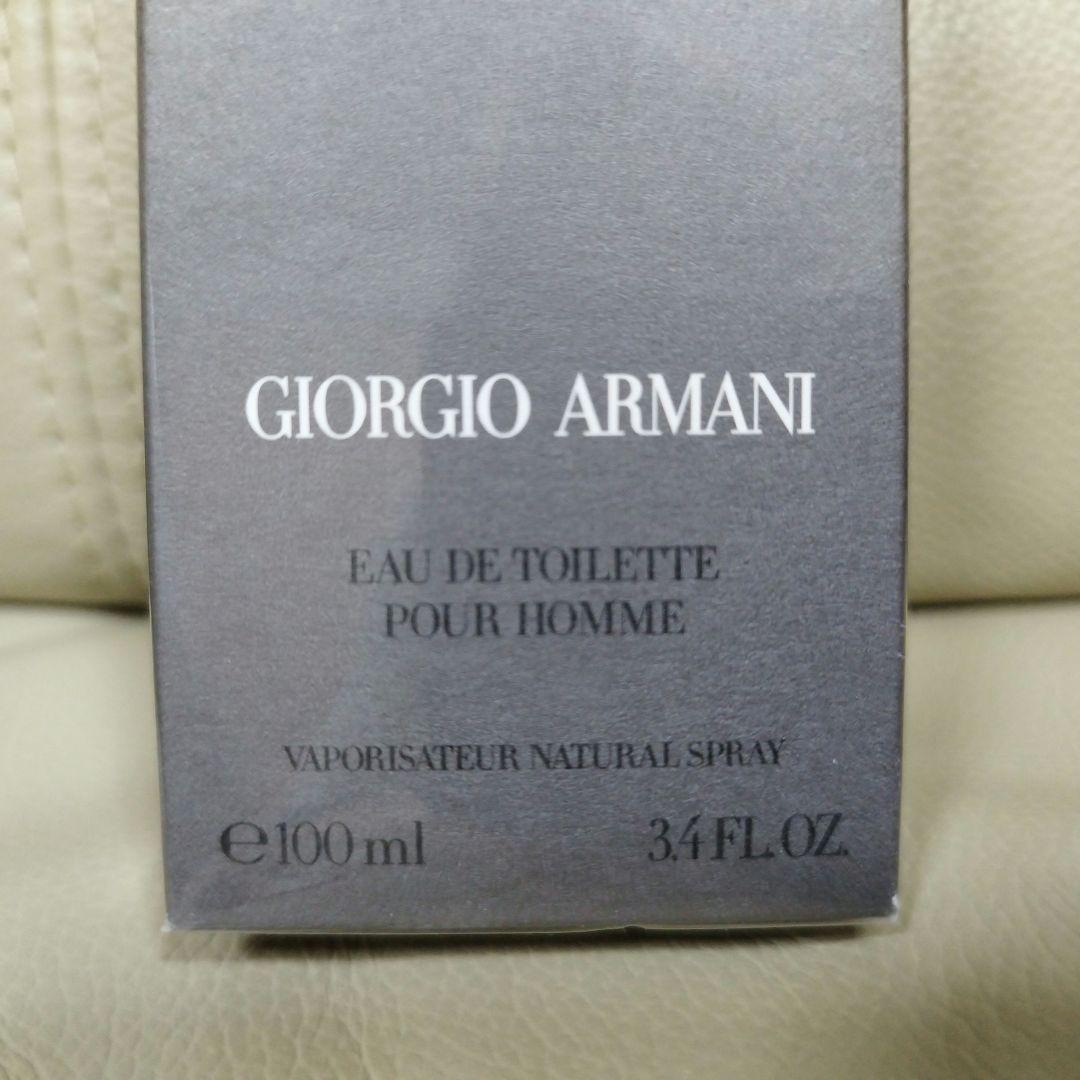 GIORGIO ARMANI
EAU DE TOILETTE
POUR HOMME
VAPORISATEUR NATURAL SPRAY
℮100 ml 3.4 FL. OZ.